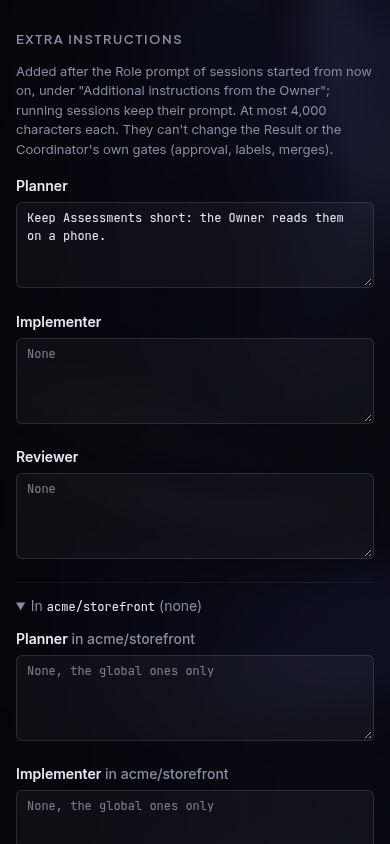 EXTRA INSTRUCTIONS
Added after the Role prompt of sessions started from now
on, under "Additional instructions from the Owner";
running sessions keep their prompt. At most 4,000
characters each. They can't change the Result or the
Coordinator's own gates (approval, labels, merges).
Planner
Keep Assessments short: the Owner reads them
on a phone.
Implementer
None
Reviewer
None
▼ In acme/storefront (none)
Planner in acme/storefront
None, the global ones only
Implementer in acme/storefront
None, the global ones only